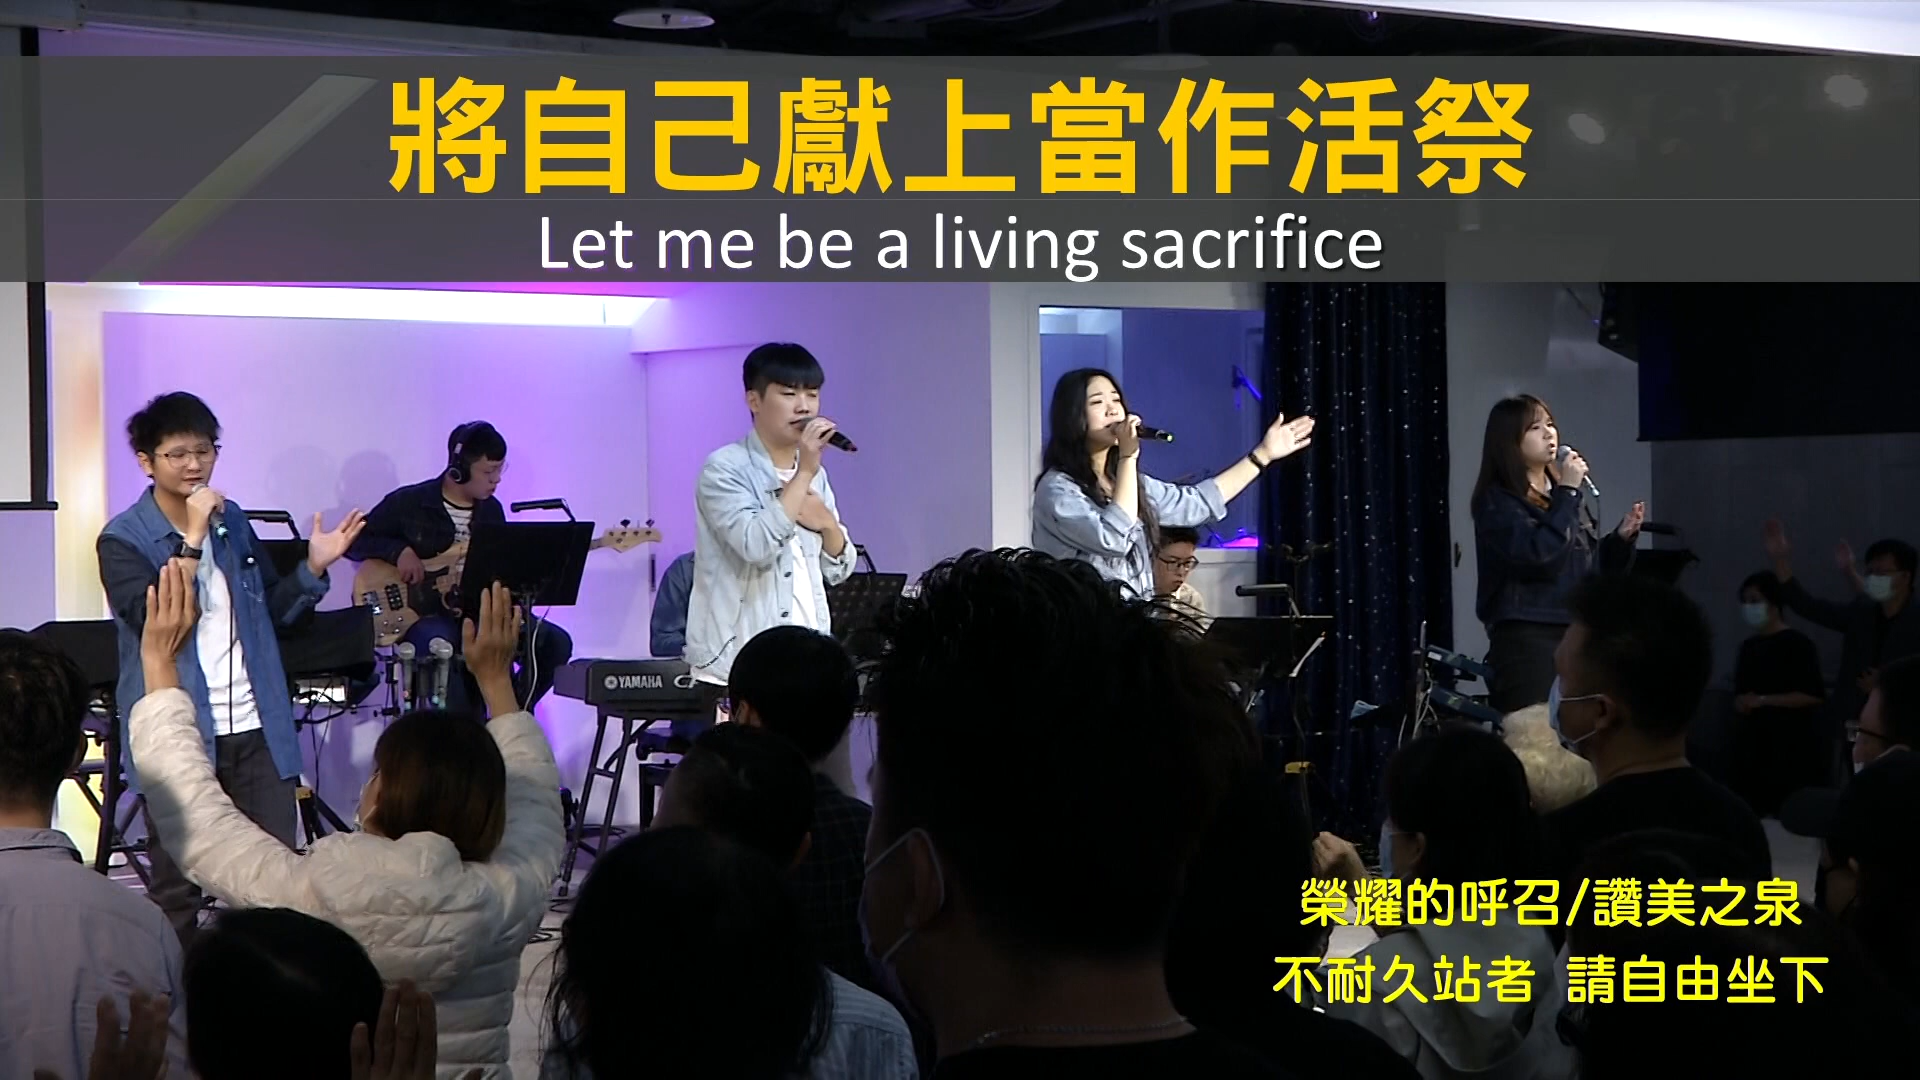 將自己獻上當作活祭
Let me be a living sacrifice
YAMAHA
榮耀的呼召/讚美之泉
不耐久站者 請自由坐下